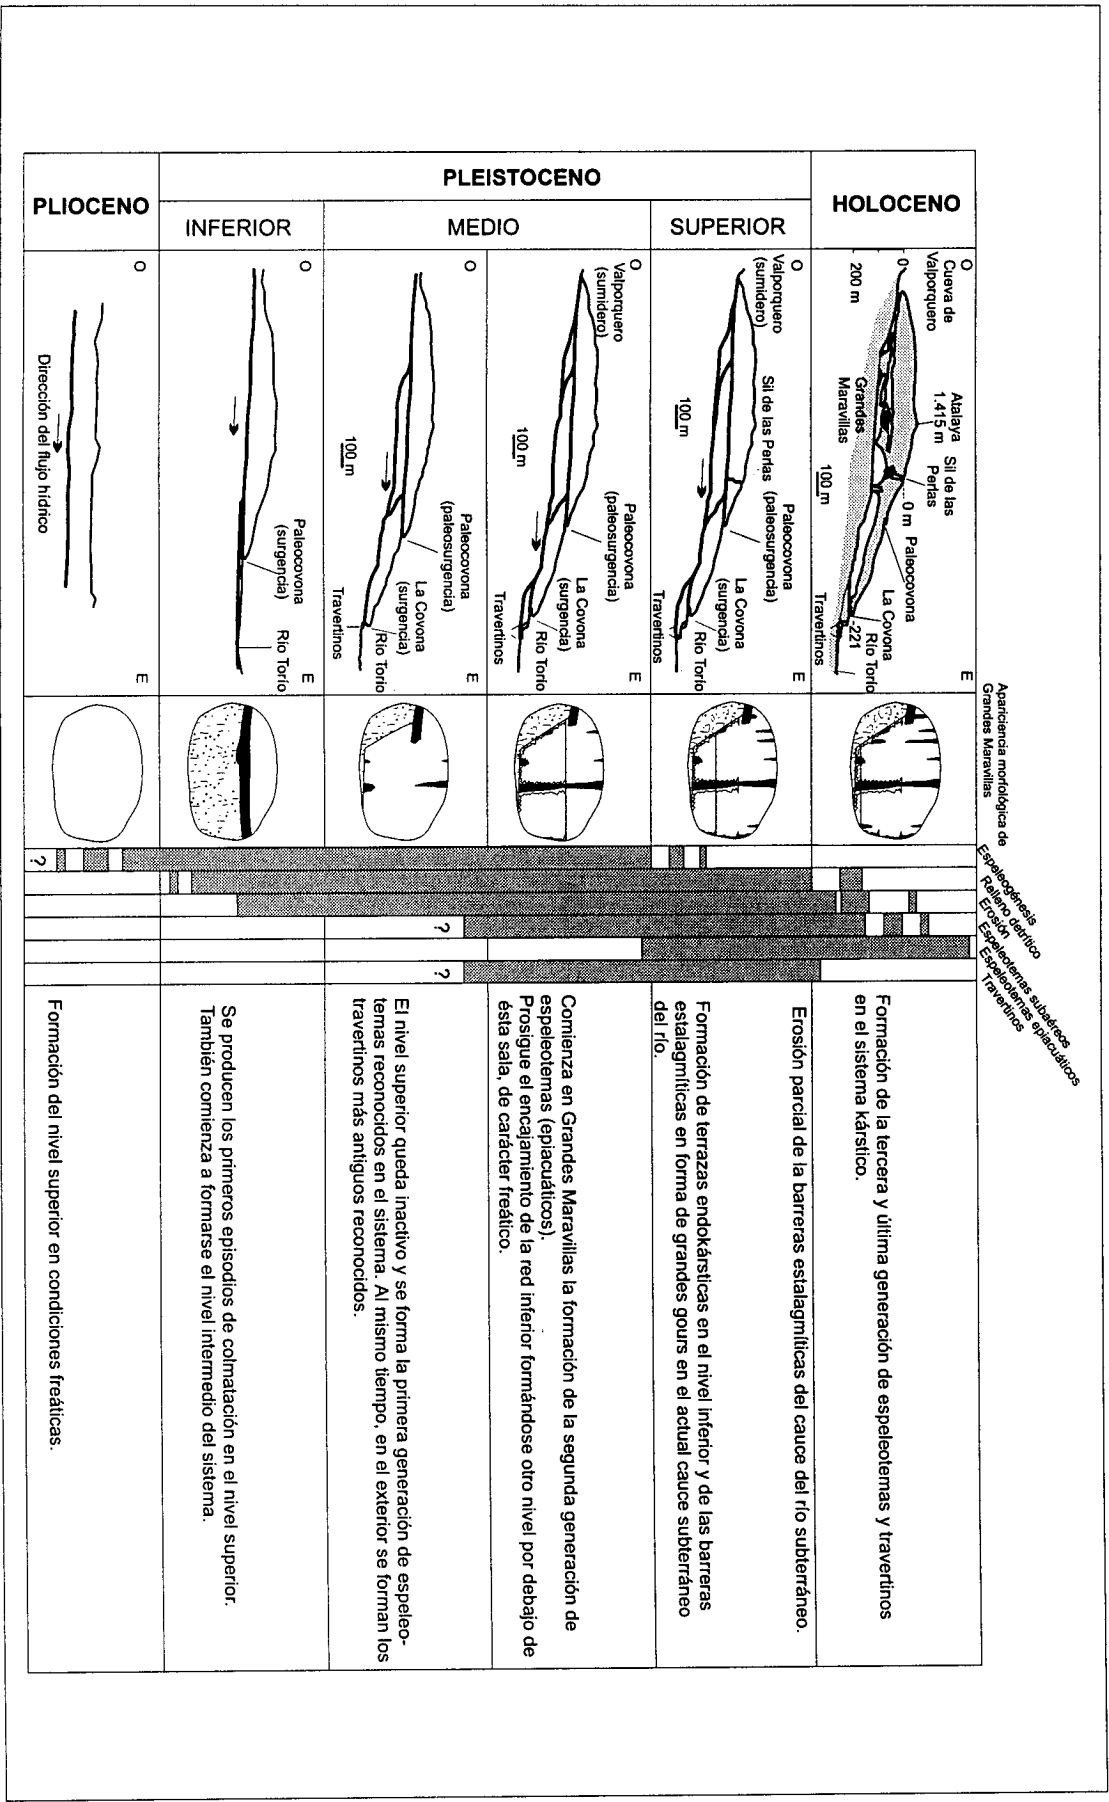 Apariciencia morfológica de
Grandes Maravillas
Espeleogénesis
Relleno detrítico
Erosión
Espeleotemas subaéreos
Espeleotemas epiacuáticos
Travertinos
HOLOCENO
O
E
Cueva de
Valporquero
Atalaya
1.415 m
Sil de las
Perlas
0
200 m
Grandes
Maravillas
100 m
0 m
Paleocovona
La Covona
-221
Río Torío
Travertinos
Formación de la tercera y última generación de espeleotemas y travertinos
en el sistema kárstico.
Erosión parcial de la barreras estalagmíticas del cauce del río subterráneo.
PLEISTOCENO
SUPERIOR
O
E
Valporquero
(sumidero)
Sil de las Perlas
Paleocovona
(paleosurgencia)
La Covona
(surgencia)
Río Torío
Travertinos
100 m
Formación de terrazas endokársticas en el nivel inferior y de las barreras
estalagmíticas en forma de grandes gours en el actual cauce subterráneo
del río.
MEDIO
O
E
Valporquero
(sumidero)
Paleocovona
(paleosurgencia)
La Covona
(surgencia)
Río Torío
Travertinos
100 m
Comienza en Grandes Maravillas la formación de la segunda generación de
espeleotemas (epiacuáticos).
Prosigue el encajamiento de la red inferior formándose otro nivel por debajo de
ésta sala, de carácter freático.
O
E
Paleocovona
(paleosurgencia)
La Covona
(surgencia)
Río Torío
Travertinos
100 m
?
?
El nivel superior queda inactivo y se forma la primera generación de espeleo-
temas reconocidos en el sistema. Al mismo tiempo, en el exterior se forman los
travertinos más antiguos reconocidos.
INFERIOR
O
E
Paleocovona
(surgencia)
Río Torío
Se producen los primeros episodios de colmatación en el nivel superior.
También comienza a formarse el nivel intermedio del sistema.
PLIOCENO
O
E
Dirección del flujo hídrico
?
Formación del nivel superior en condiciones freáticas.